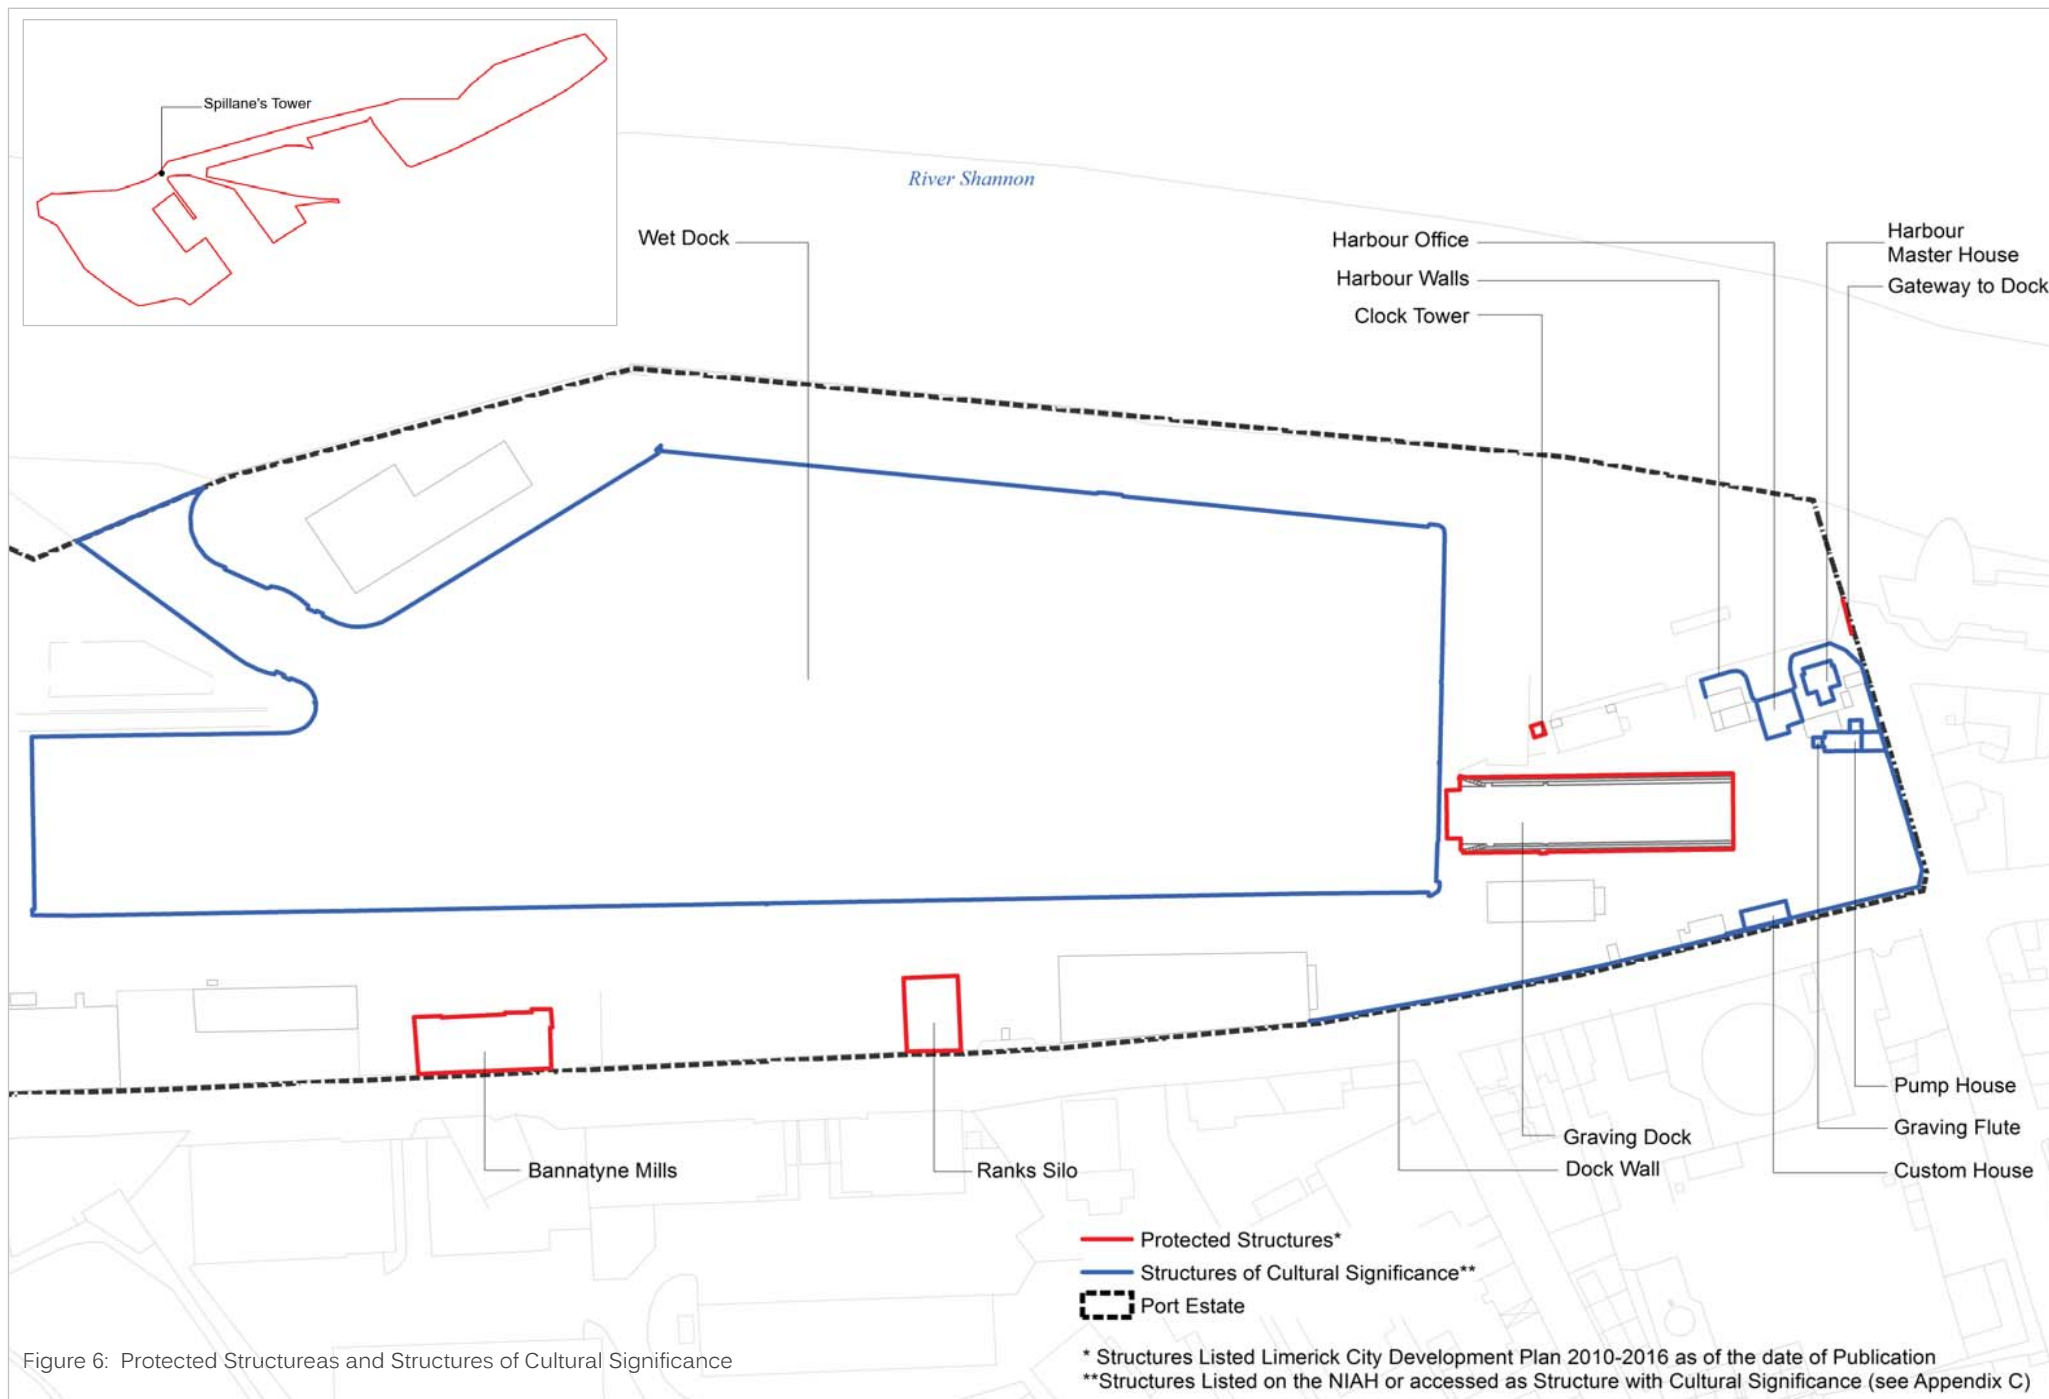 Spillane's Tower
River Shannon
Wet Dock
Harbour Office
Harbour Walls
Clock Tower
Harbour
Master House
Gateway to Dock
Pump House
Graving Flute
Custom House
Graving Dock
Dock Wall
Bannatyne Mills
Ranks Silo
Protected Structures*
Structures of Cultural Significance**
Port Estate
Figure 6: Protected Structureas and Structures of Cultural Significance
* Structures Listed Limerick City Development Plan 2010-2016 as of the date of Publication
**Structures Listed on the NIAH or accessed as Structure with Cultural Significance (see Appendix C)